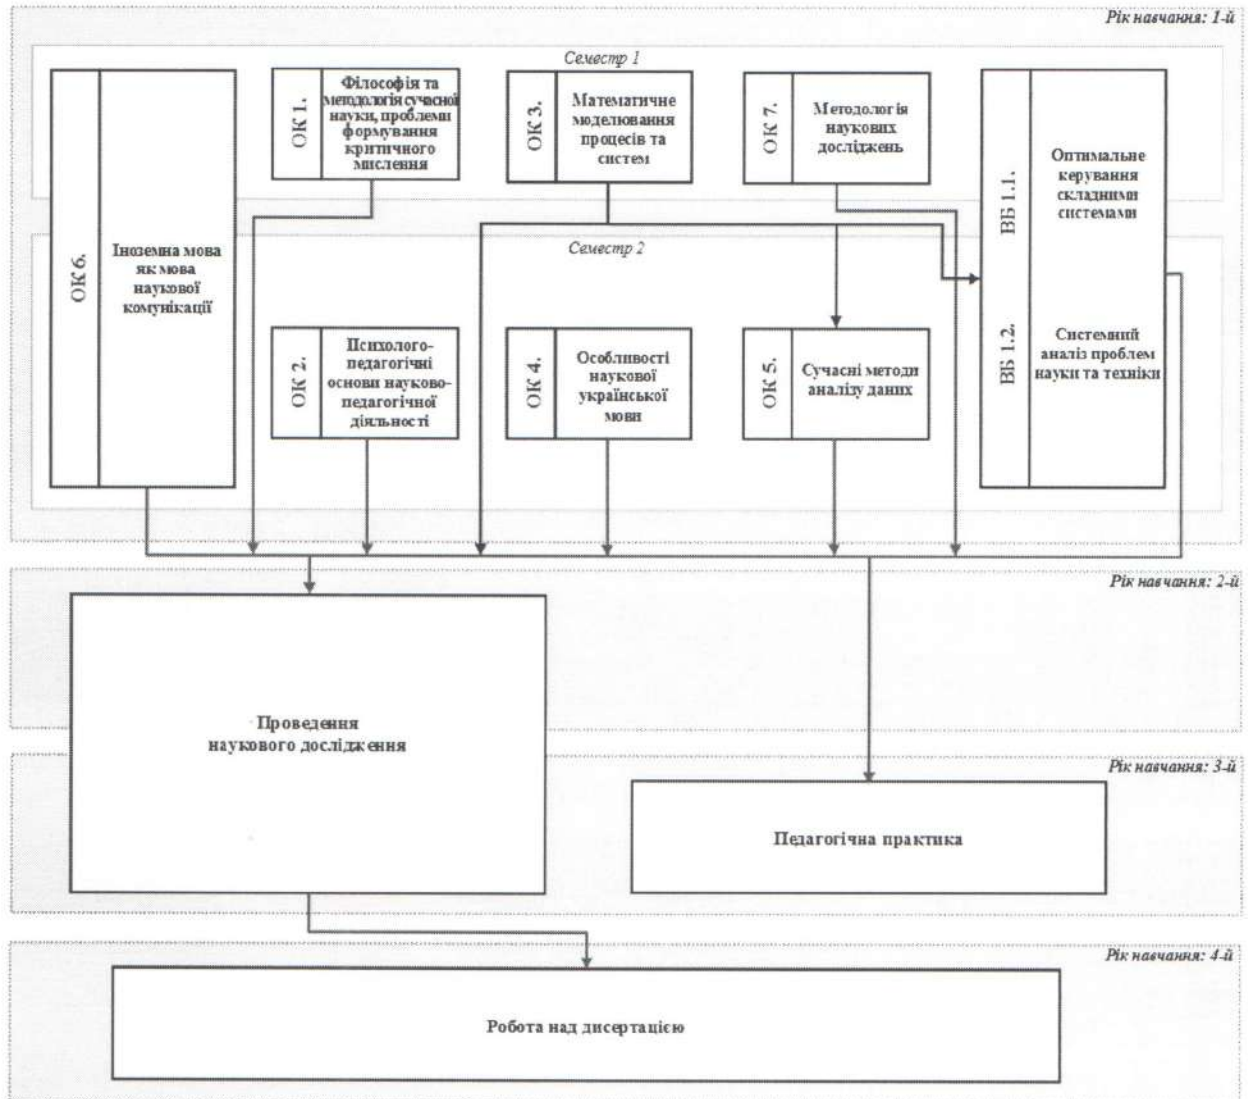 Рік навчання: 1-й
Семестр 1
ОК 6.
Іноземна мова
як мова
наукової
комунікації
ОК 1.
Філософія та
методологія сучасної
науки, проблеми
формування
критичного
мислення
ОК 3.
Математичне
моделювання
процесів та
систем
ОК 7.
Методологія
наукових
досліджень
ВБ 1.1.
Оптимальне
керування
складними
системами
Семестр 2
ОК 2.
Психолого-
педагогічні
основи науково-
педагогічної
діяльності
ОК 4.
Особливості
наукової
української
мови
ОК 5.
Сучасні методи
аналізу даних
ВБ 1.2.
Системний
аналіз проблем
науки та техніки
Рік навчання: 2-й
Проведення
наукового дослідження
Рік навчання: 3-й
Педагогічна практика
Рік навчання: 4-й
Робота над дисертацією